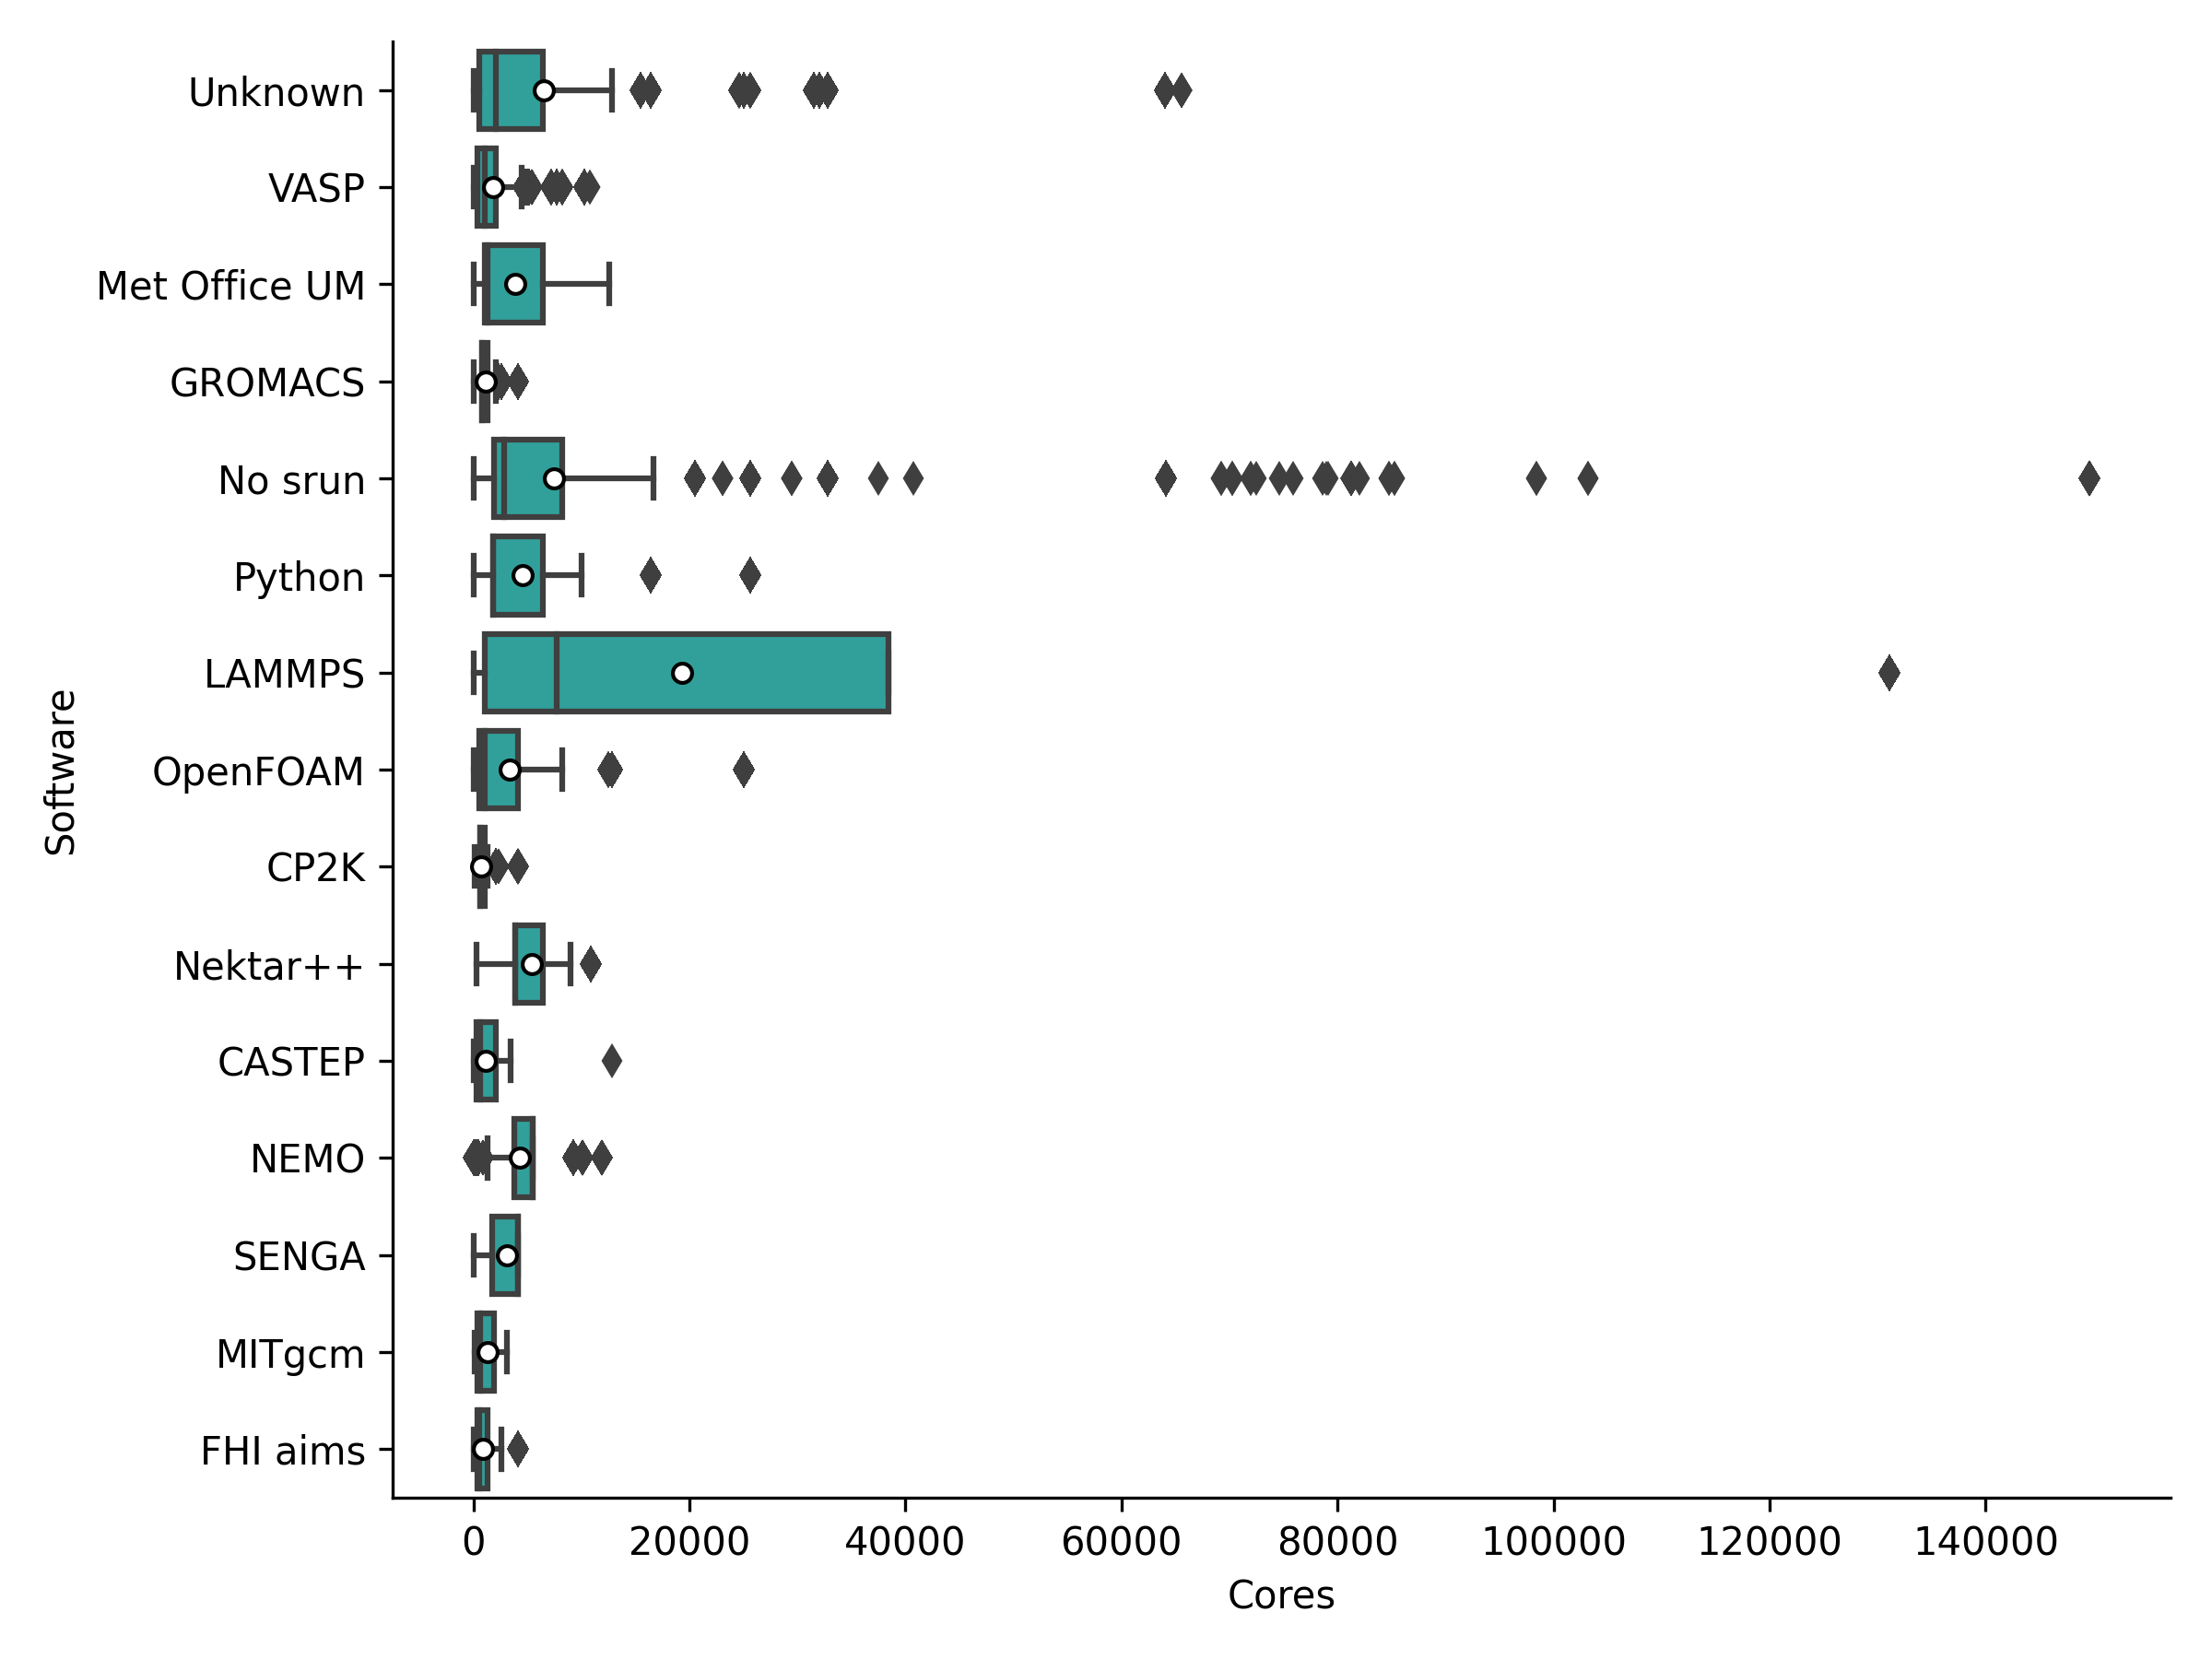 Unknown
VASP
Met Office UM
GROMACS
No srun
Python
LAMMPS
OpenFOAM
CP2K
Nektar++
CASTEP
NEMO
SENGA
MITgcm
FHI aims
Software
0 20000 40000 60000 80000 100000 120000 140000
Cores